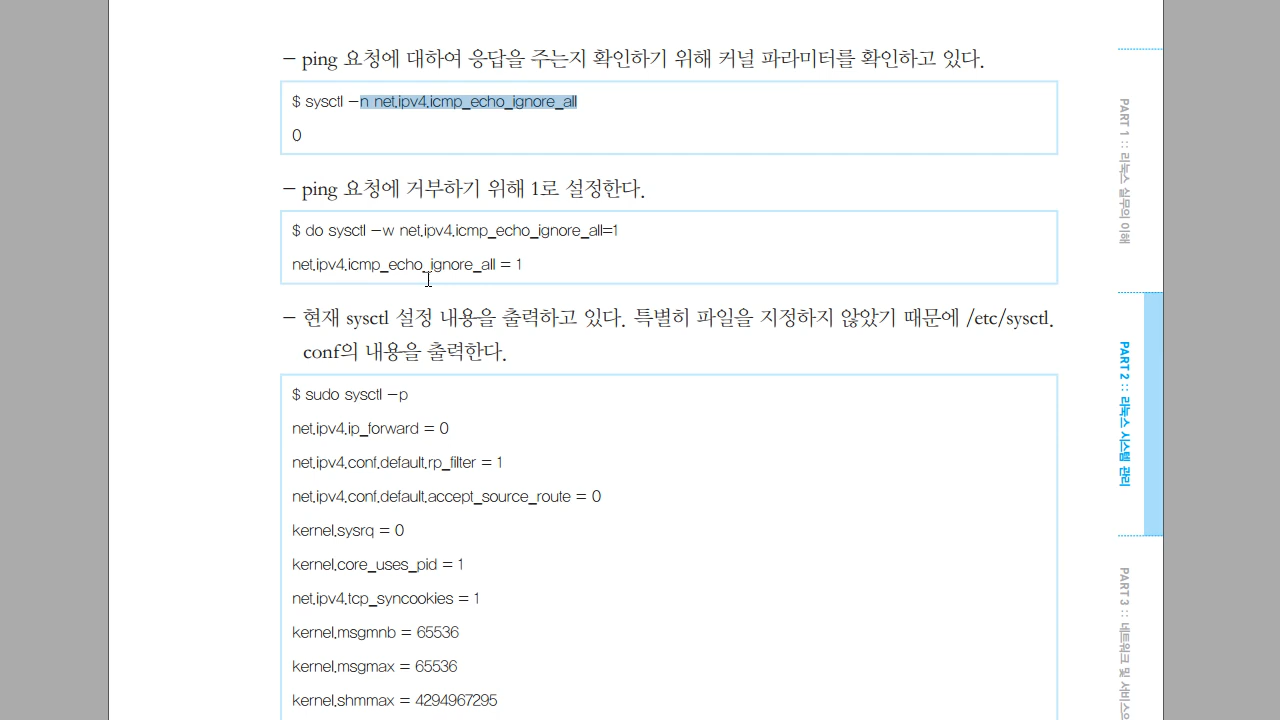 – ping 요청에 대하여 응답을 주는지 확인하기 위해 커널 파라미터를 확인하고 있다.
$ sysctl –n net.ipv4.icmp_echo_ignore_all
0
– ping 요청에 거부하기 위해 1로 설정한다.
$ do sysctl –w net.ipv4.icmp_echo_ignore_all=1
net.ipv4.icmp_echo_ignore_all = 1
– 현재 sysctl 설정 내용을 출력하고 있다. 특별히 파일을 지정하지 않았기 때문에 /etc/sysctl.
conf의 내용을 출력한다.
$ sudo sysctl –p
net.ipv4.ip_forward = 0
net.ipv4.conf.default.rp_filter = 1
net.ipv4.conf.default.accept_source_route = 0
kernel.sysrq = 0
kernel.core_uses_pid = 1
net.ipv4.tcp_syncookies = 1
kernel.msgmnb = 65536
kernel.msgmax = 65536
PART 1 :: 리눅스 실무의 이해
PART 2 :: 리눅스 시스템 관리
PART 3 :: 네트워크 및